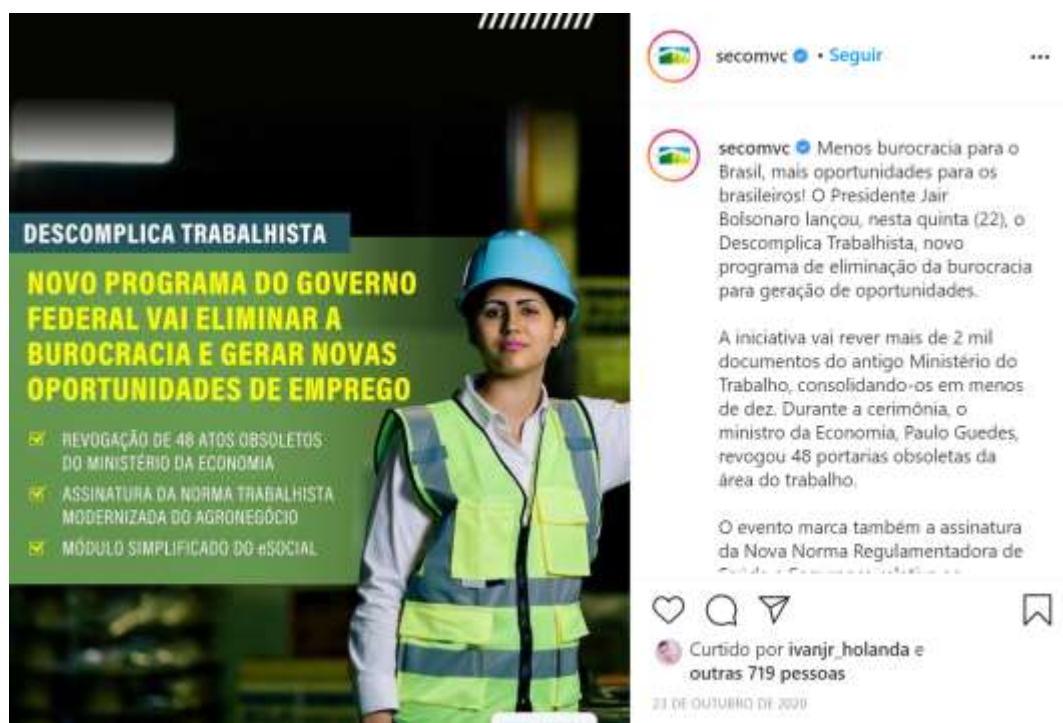 DESCOMPLICA TRABALHISTA
NOVO PROGRAMA DO GOVERNO
FEDERAL VAI ELIMINAR A
BUROCRACIA E GERAR NOVAS
OPORTUNIDADES DE EMPREGO
REVOGAÇÃO DE 48 ATOS OBSOLETOS
DO MINISTÉRIO DA ECONOMIA
ASSINATURA DA NORMA TRABALHISTA
MODERNIZADA DO AGRONEGÓCIO
MÓDULO SIMPLIFICADO DO eSOCIAL
secomvc • Seguir
secomvc Menos burocracia para o
Brasil, mais oportunidades para os
brasileiros! O Presidente Jair
Bolsonaro lançou, nesta quinta (22), o
Descomplica Trabalhista, novo
programa de eliminação da burocracia
para geração de oportunidades.
A iniciativa vai rever mais de 2 mil
documentos do antigo Ministério do
Trabalho, consolidando-os em menos
de dez. Durante a cerimônia, o
ministro da Economia, Paulo Guedes,
revogou 48 portarias obsoletas da
área do trabalho.
O evento marca também a assinatura
da Nova Norma Regulamentadora de
Curtido por ivanjr_holanda e
outras 719 pessoas
23 DE OUTUBRO DE 2020